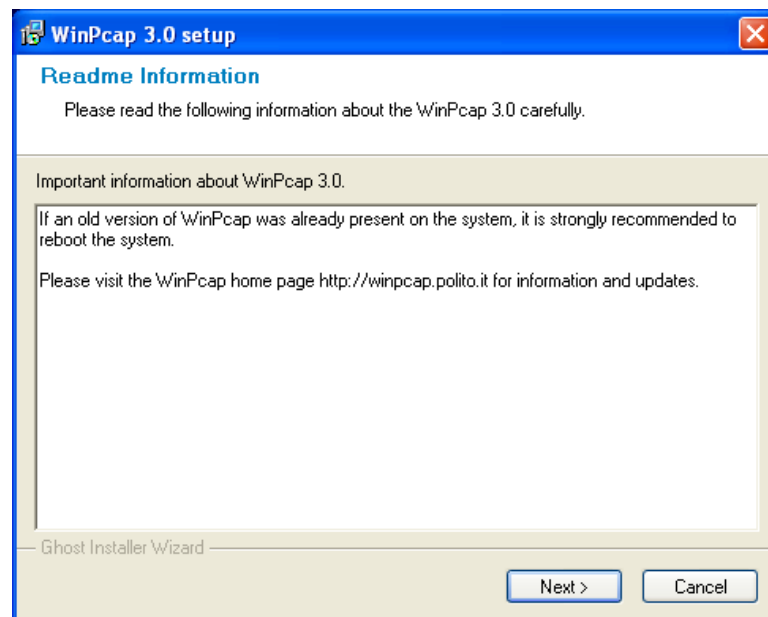 WinPcap 3.0 setup
Readme Information
Please read the following information about the WinPcap 3.0 carefully.
Important information about WinPcap 3.0.
If an old version of WinPcap was already present on the system, it is strongly recommended to
reboot the system.
Please visit the WinPcap home page http://winpcap.polito.it for information and updates.
Ghost Installer Wizard
Next >
Cancel